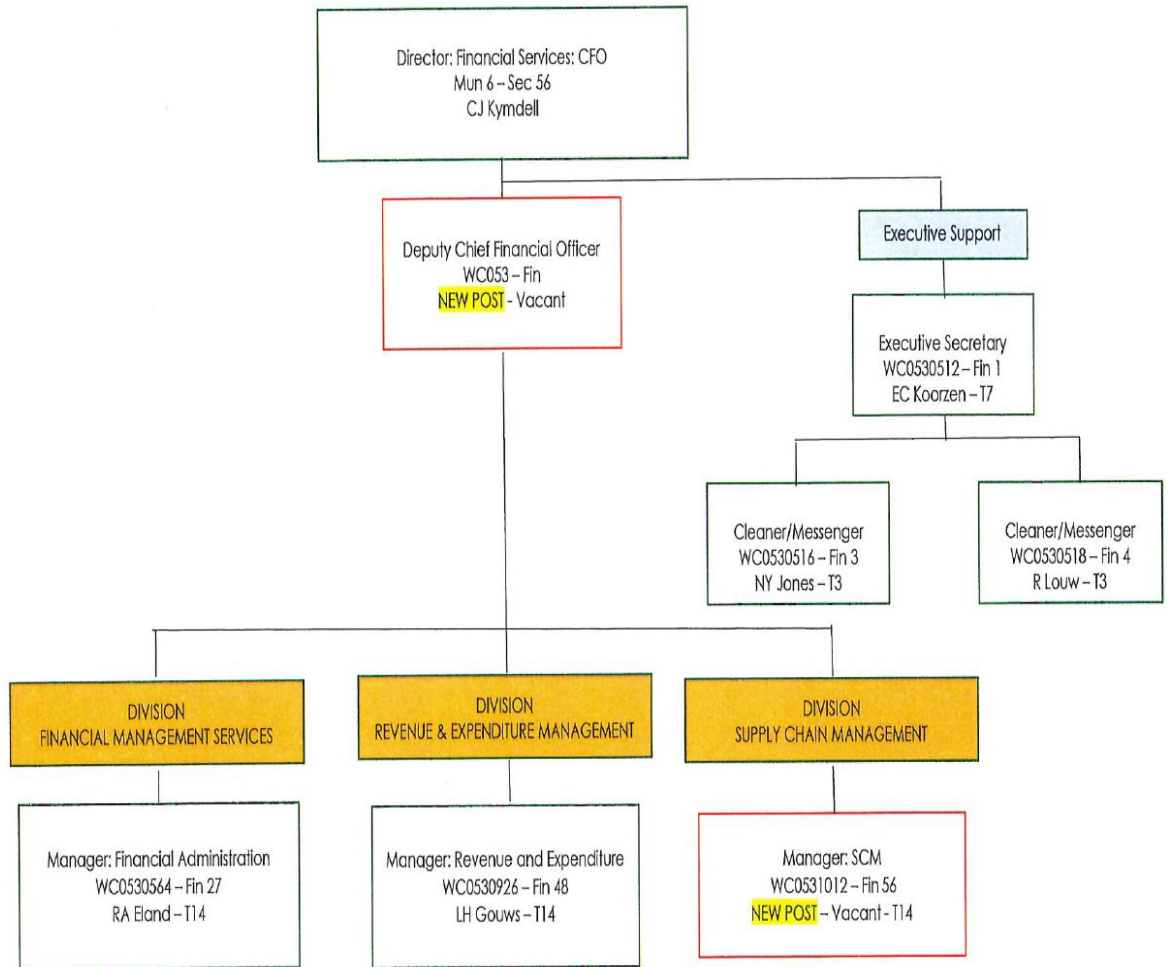 Director: Financial Services: CFO
Mun 6 – Sec 56
CJ Kymdell
Deputy Chief Financial Officer
WC053 – Fin
NEW POST - Vacant
Executive Support
Executive Secretary
WC0530512 – Fin 1
EC Koorzen – T7
Cleaner/Messenger
WC0530516 – Fin 3
NY Jones – T3
Cleaner/Messenger
WC0530518 – Fin 4
R Louw – T3
DIVISION
FINANCIAL MANAGEMENT SERVICES
DIVISION
REVENUE & EXPENDITURE MANAGEMENT
DIVISION
SUPPLY CHAIN MANAGEMENT
Manager: Financial Administration
WC0530564 – Fin 27
RA Eland – T14
Manager: Revenue and Expenditure
WC0530926 – Fin 48
LH Gouws – T14
Manager: SCM
WC0531012 – Fin 56
NEW POST – Vacant - T14